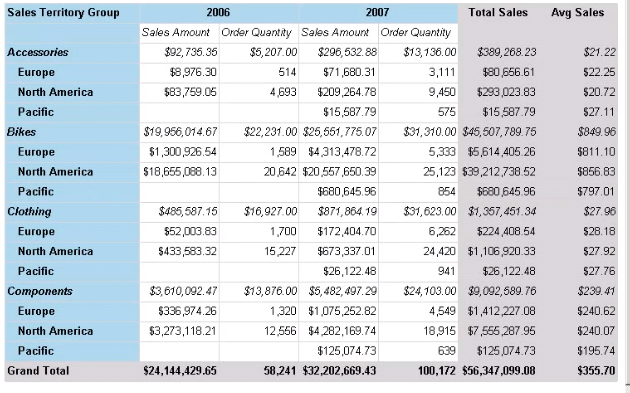 Sales Territory Group 2006 2007 Total Sales Avg Sales
Sales Amount Order Quantity Sales Amount Order Quantity
Accessories $92,735.35 $5,207.00 $296,532.88 $13,136.00 $389,268.23 $21.22
Europe $8,976.30 514 $71,680.31 3,111 $80,656.61 $22.25
North America $83,759.05 4,693 $209,264.78 9,450 $293,023.83 $20.72
Pacific $15,587.79 575 $15,587.79 $27.11
Bikes $19,956,014.67 $22,231.00 $25,551,775.07 $31,310.00 $45,507,789.75 $849.96
Europe $1,300,926.54 1,589 $4,313,478.72 5,333 $5,614,405.26 $811.10
North America $18,655,088.13 20,642 $20,557,650.39 25,123 $39,212,738.52 $856.83
Pacific $680,645.96 854 $680,645.96 $797.01
Clothing $485,587.15 $16,927.00 $871,864.19 $31,623.00 $1,357,451.34 $27.96
Europe $52,003.83 1,700 $172,404.70 6,262 $224,408.54 $28.18
North America $433,583.32 15,227 $673,337.01 24,420 $1,106,920.33 $27.92
Pacific $26,122.48 941 $26,122.48 $27.76
Components $3,610,092.47 $13,876.00 $5,482,497.29 $24,103.00 $9,092,589.76 $239.41
Europe $336,974.26 1,320 $1,075,252.82 4,549 $1,412,227.08 $240.62
North America $3,273,118.21 12,556 $4,282,169.74 18,915 $7,555,287.95 $240.07
Pacific $125,074.73 639 $125,074.73 $195.74
Grand Total $24,144,429.65 58,241 $32,202,669.43 100,172 $56,347,099.08 $355.70